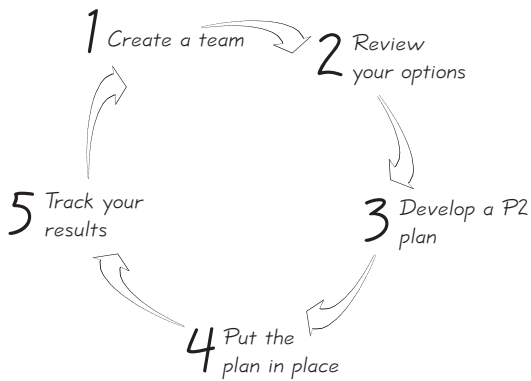 1 Create a team
2 Review
your options
3 Develop a P2
plan
4 Put the
plan in place
5 Track your
results